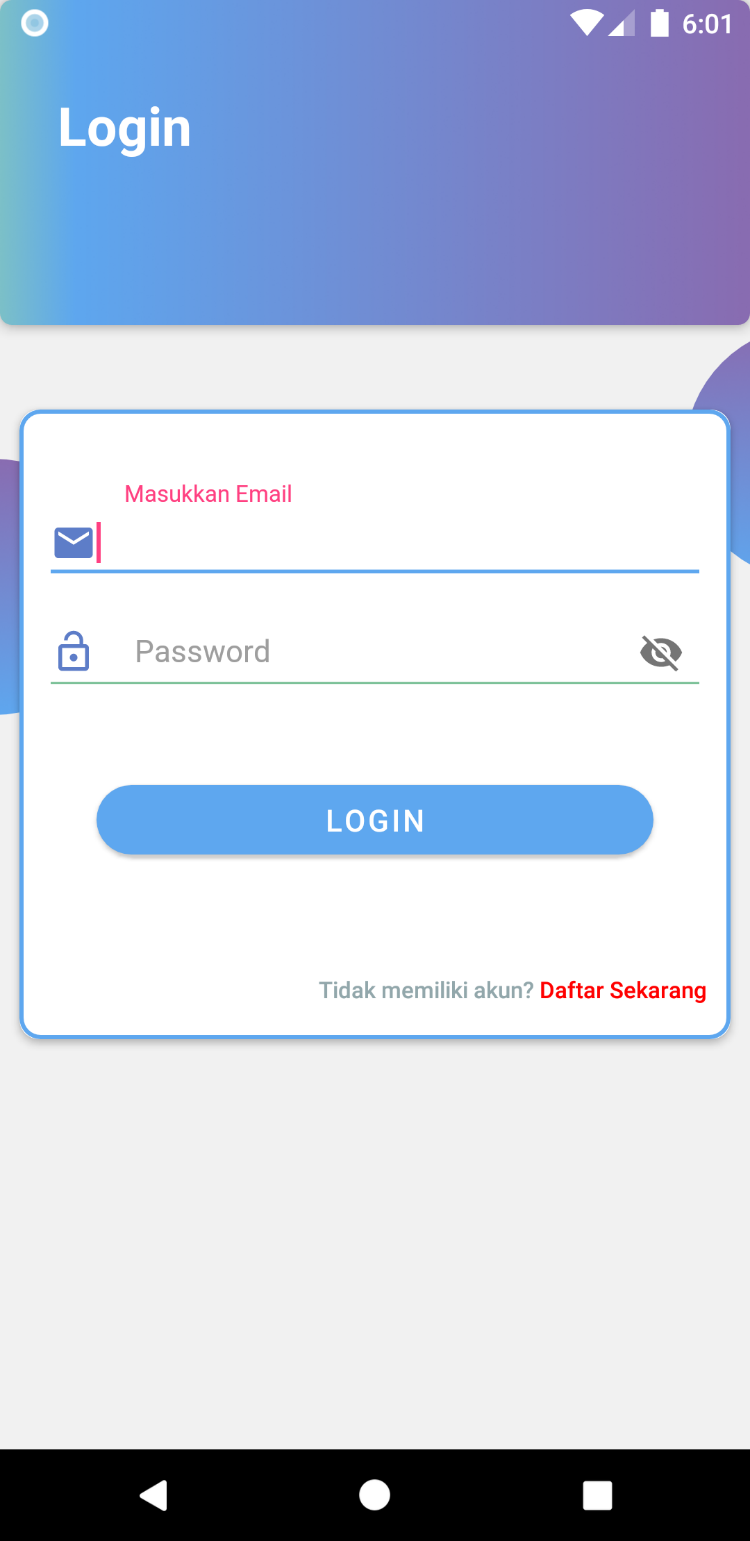 6:01
Login
Masukkan Email
Password
LOGIN
Tidak memiliki akun? Daftar Sekarang